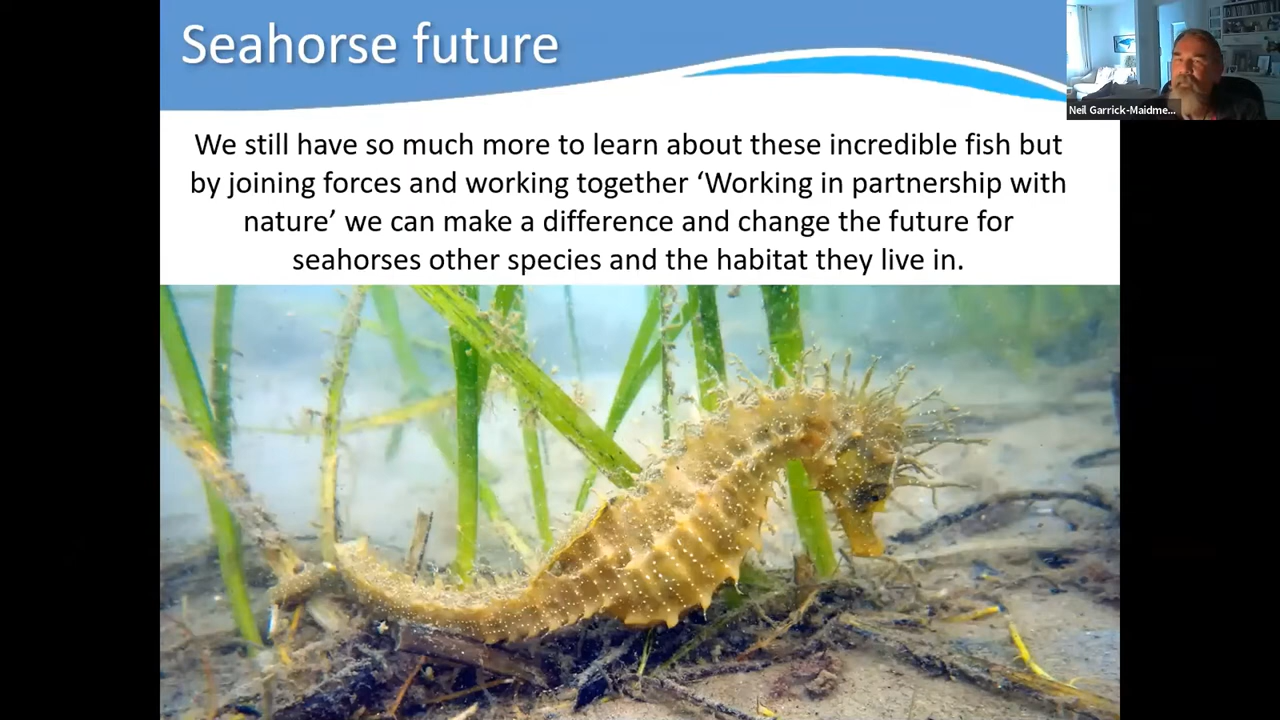 Seahorse future
Neil Garrick-Maidme...
We still have so much more to learn about these incredible fish but
by joining forces and working together ‘Working in partnership with
nature’ we can make a difference and change the future for
seahorses other species and the habitat they live in.